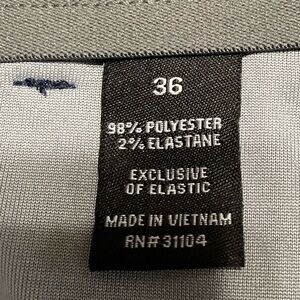 36
98% POLYESTER
2% ELASTANE
EXCLUSIVE
OF ELASTIC
MADE IN VIETNAM
RN# 31104